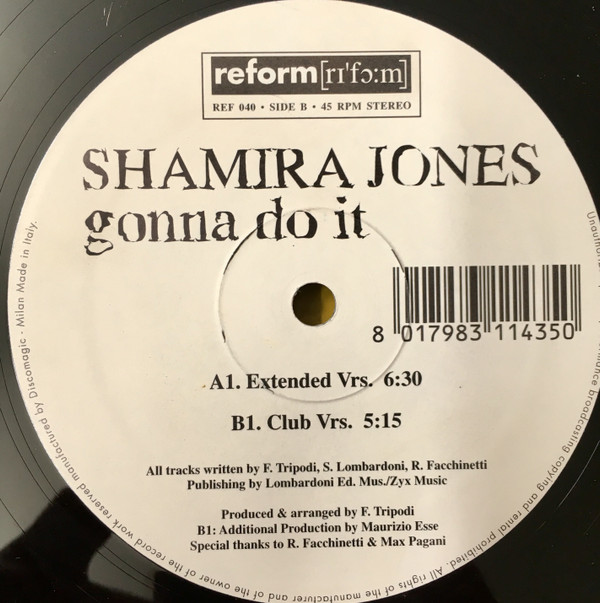 reform[rɪ'fɔ:m]
REF 040 • SIDE B • 45 RPM STEREO
SHAMIRA JONES
gonna do it
8 017983 114350
A1. Extended Vrs. 6:30
B1. Club Vrs. 5:15
All tracks written by F. Tripodi, S. Lombardoni, R. Facchinetti
Publishing by Lombardoni Ed. Mus./Zyx Music
Produced & arranged by F. Tripodi
B1: Additional Production by Maurizio Esse
Special thanks to R. Facchinetti & Max Pagani
broadcasting copying and rental prohibited. All rights of the manufacturer and of the owner of the record work reserved manufactured by Discomagic - Milan Made in Italy.